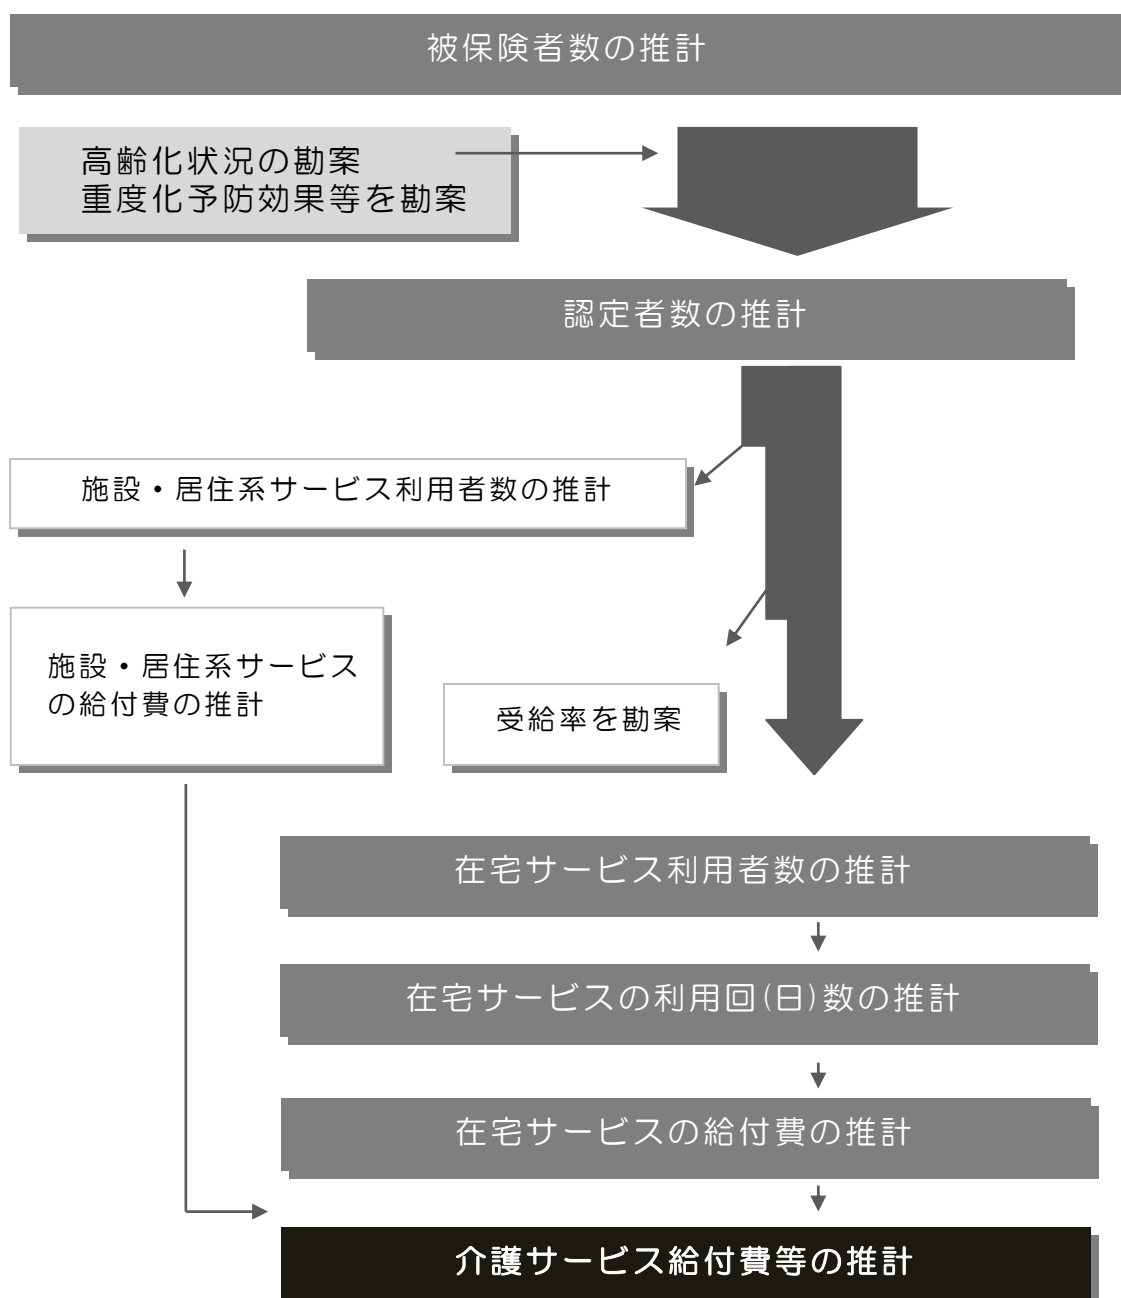 被保険者数の推計
高齢化状況の勘案
重度化予防効果等を勘案
認定者数の推計
施設・居住系サービス利用者数の推計
施設・居住系サービス
の給付費の推計
受給率を勘案
在宅サービス利用者数の推計
在宅サービスの利用回(日)数の推計
在宅サービスの給付費の推計
介護サービス給付費等の推計